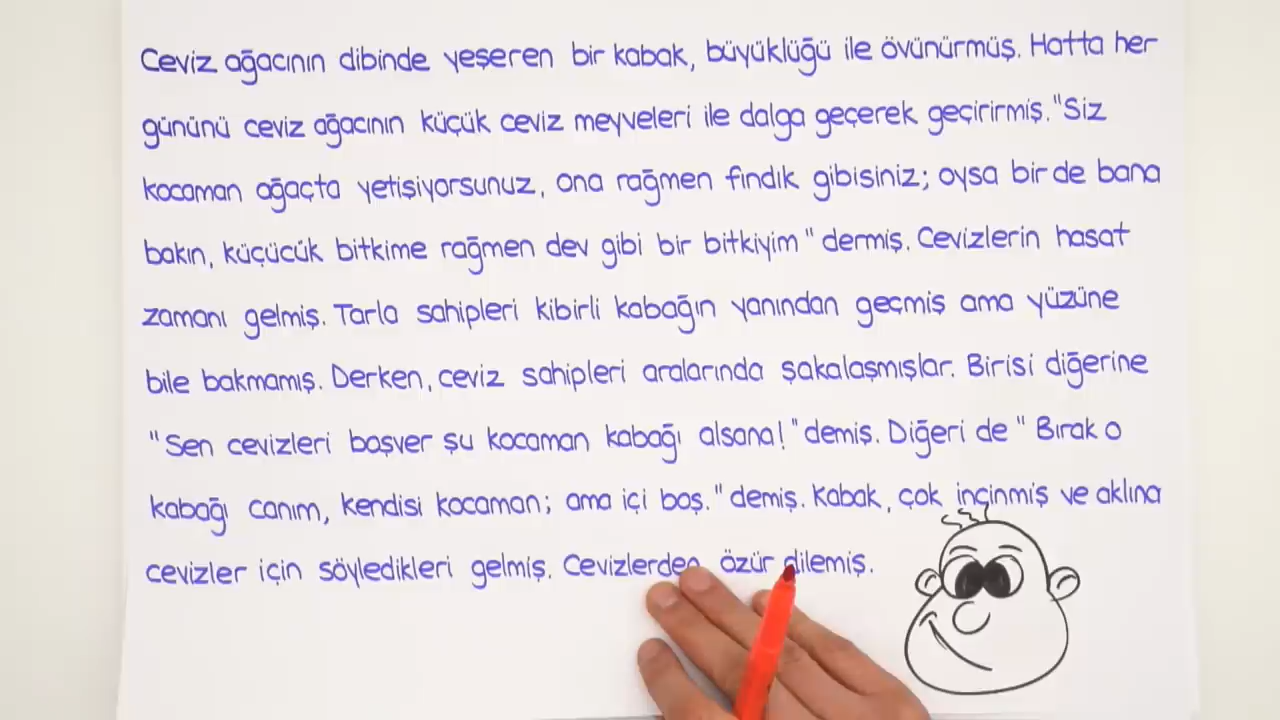 Ceviz ağacının dibinde yeşeren bir kabak, büyüklüğü ile övünürmüş. Hatta her
gününü ceviz ağacının küçük ceviz meyveleri ile dalga geçerek geçirirmiş. "Siz
kocaman ağaçta yetişiyorsunuz, ona rağmen fındık gibisiniz; oysa bir de bana
bakın, küçücük bitkime rağmen dev gibi bir bitkiyim" dermiş. Cevizlerin hasat
zamanı gelmiş. Tarla sahipleri kibirli kabağın yanından geçmiş ama yüzüne
bile bakmamış. Derken, ceviz sahipleri aralarında şakalaşmışlar. Birisi diğerine
"Sen cevizleri boşver şu kocaman kabağı alsana!" demiş. Diğeri de "Bırak o
kabağı canım, kendisi kocaman; ama içi boş." demiş. Kabak, çok inçinmiş ve aklına
cevizler için söyledikleri gelmiş. Cevizlerden özür dilemiş.